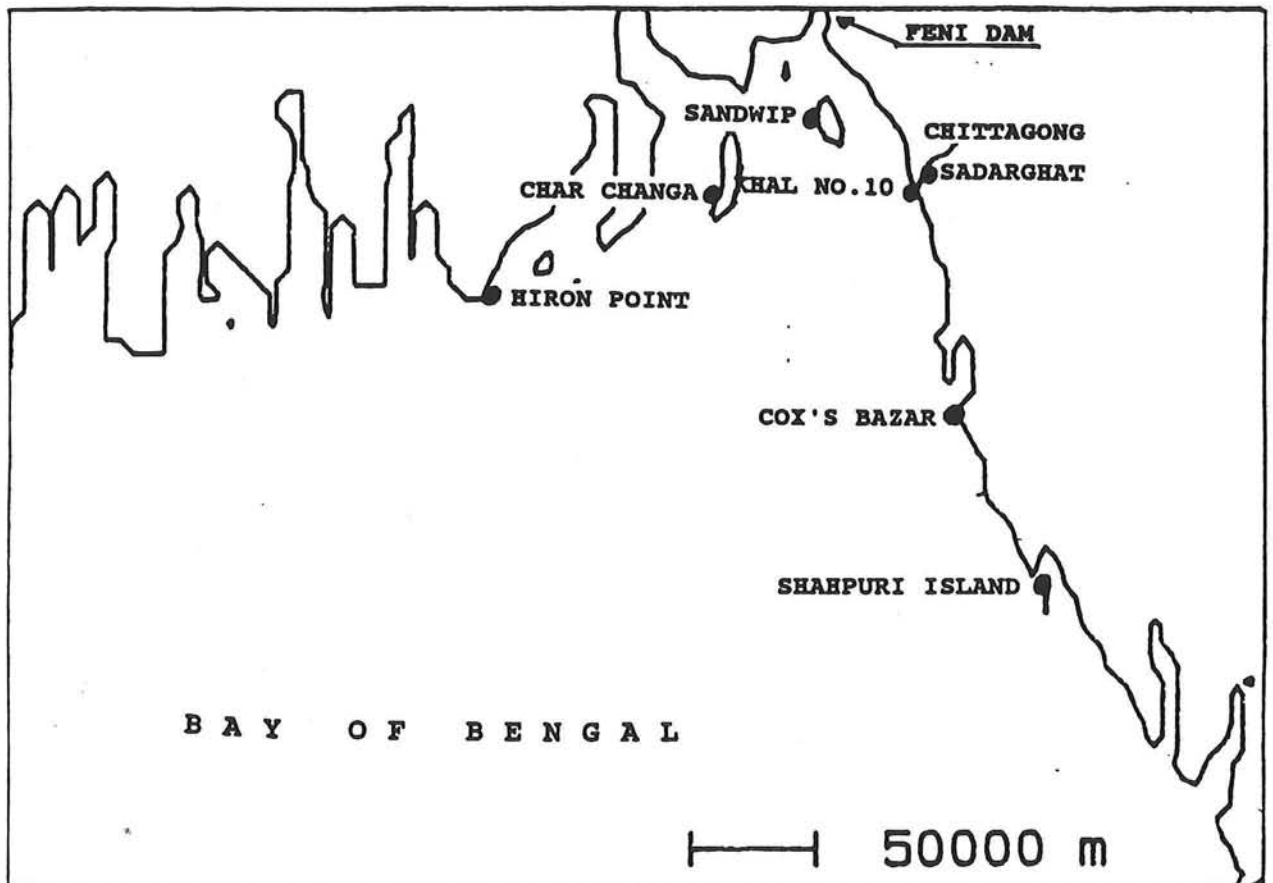 FENI DAM
SANDWIP
CHITTAGONG
SADARGHAT
CHAR CHANGA
KHAL NO.10
HIRON POINT
COX'S BAZAR
SHAHPURI ISLAND
BAY OF BENGAL
50000 m